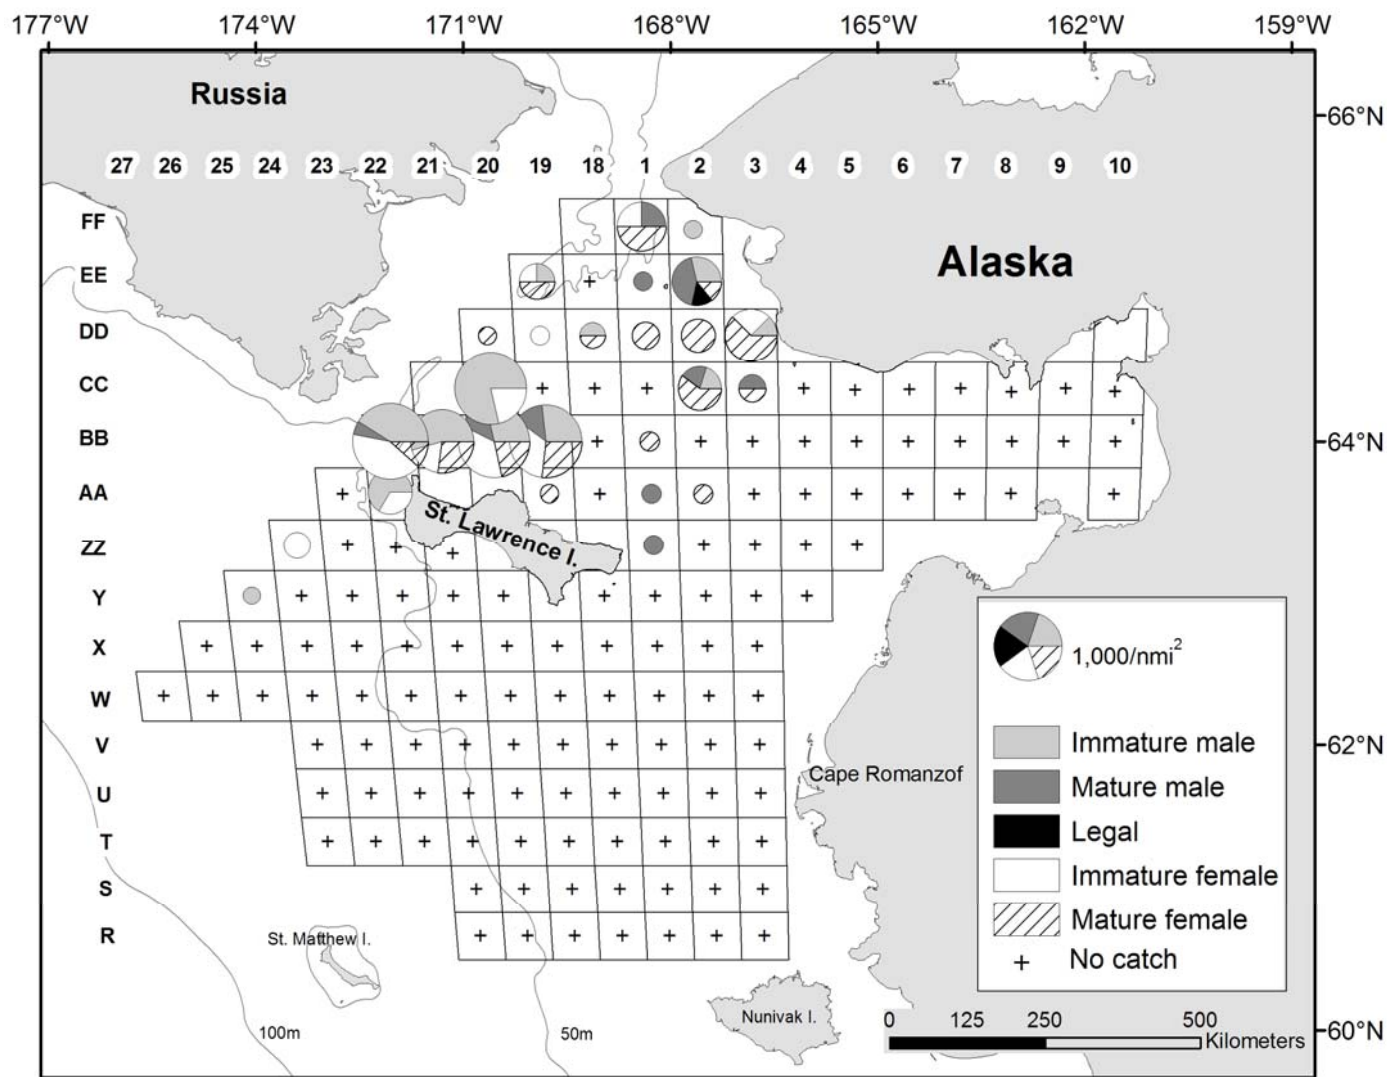 177°W 174°W 171°W 168°W 165°W 162°W 159°W
Russia
66°N
27 26 25 24 23 22 21 20 19 18 1 2 3 4 5 6 7 8 9 10
FF
Alaska
EE
DD
CC
BB
64°N
AA
St. Lawrence I.
ZZ
Y
X
1,000/nmi²
W
V
Immature male
62°N
Cape Romanzof
U
Mature male
T
Legal
S
Immature female
R
Mature female
St. Matthew I.
+ No catch
Nunivak I.
0 125 250 500
Kilometers
100m
50m
60°N